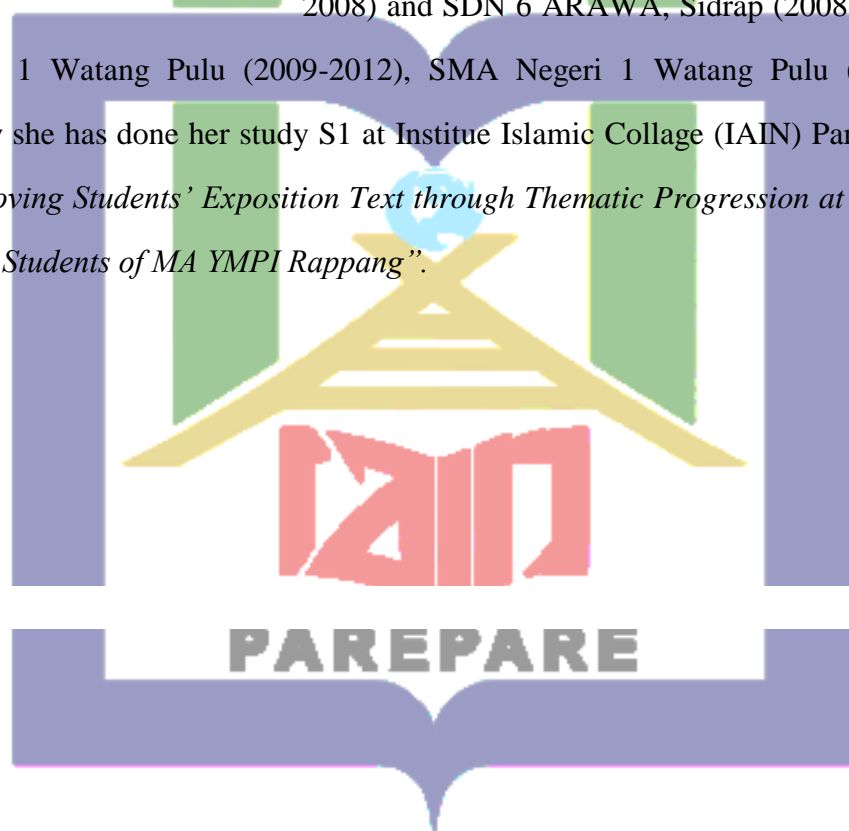 2008) and SDN 6 ARAWA, Sidrap (2008
1 Watang Pulu (2009-2012), SMA Negeri 1 Watang Pulu (
she has done her study S1 at Institue Islamic Collage (IAIN) Par
oving Students’ Exposition Text through Thematic Progression at
Students of MA YMPI Rappang”.
IAIN
PAREPARE